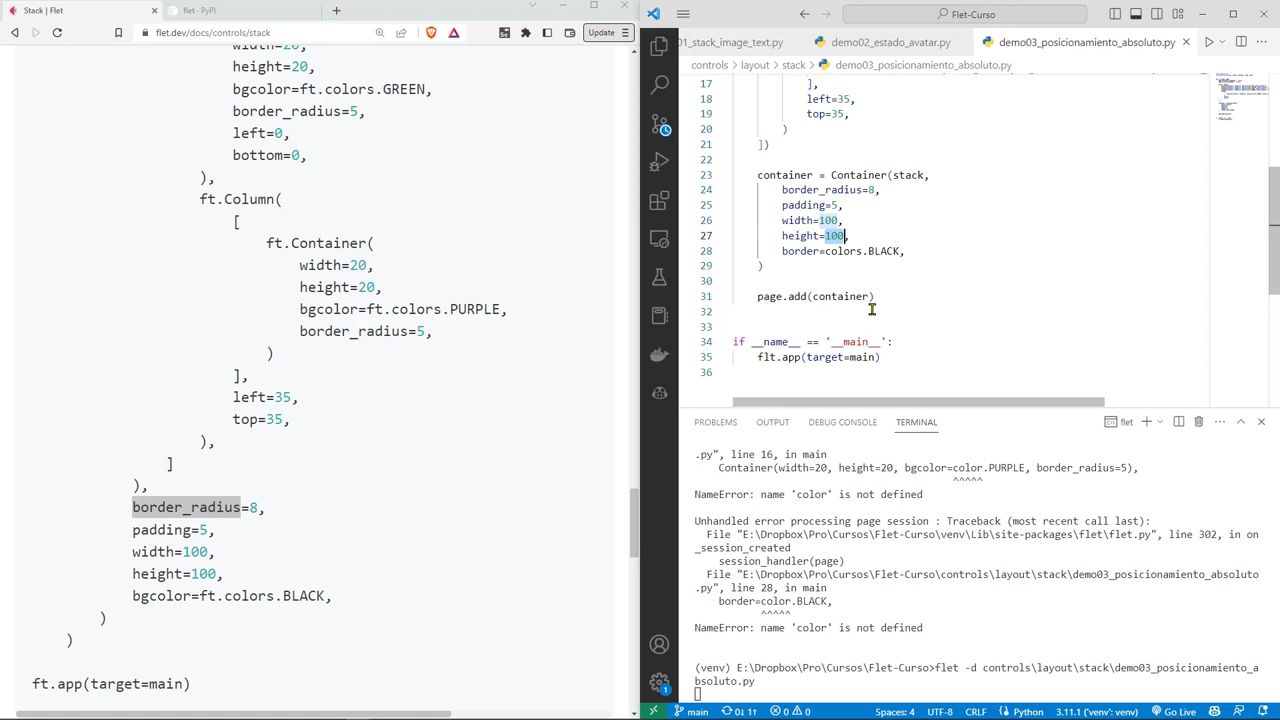 Stack | Flet
flet · PyPI
Flet-Curso
flet.dev/docs/controls/stack
Update
width=20,
height=20,
bgcolor=ft.colors.GREEN,
border_radius=5,
left=0,
bottom=0,
),
ft.Column(
[
ft.Container(
width=20,
height=20,
bgcolor=ft.colors.PURPLE,
border_radius=5,
)
],
left=35,
top=35,
),
]
),
border_radius=8,
padding=5,
width=100,
height=100,
bgcolor=ft.colors.BLACK,
)
)
ft.app(target=main)
01_stack_image_text.py
demo03_posicionamiento_absoluto.py
controls > layout > stack > demo03_posicionamiento_absoluto.py
17 ],
18 left=35,
19 top=35,
20 )
21 ])
22
23 container = Container(stack,
24 border_radius=8,
25 padding=5,
26 width=100,
27 height=100,
28 border=colors.BLACK,
29 )
30
31 page.add(container)
32
33
34 if __name__ == '__main__':
35 flt.app(target=main)
36
PROBLEMS OUTPUT DEBUG CONSOLE TERMINAL
flet
.py", line 16, in main
Container(width=20, height=20, bgcolor=color.PURPLE, border_radius=5),
^^^^^
NameError: name 'color' is not defined
Unhandled error processing page session : Traceback (most recent call last):
File "E:\Dropbox\Pro\Cursos\Flet-Curso\venv\Lib\site-packages\flet\flet.py", line 302, in on
_session_created
session_handler(page)
File "E:\Dropbox\Pro\Cursos\Flet-Curso\controls\layout\stack\demo03_posicionamiento_absoluto
.py", line 28, in main
border=color.BLACK,
^^^^^
NameError: name 'color' is not defined
(venv) E:\Dropbox\Pro\Cursos\Flet-Curso>flet -d controls\layout\stack\demo03_posicionamiento_a
bsoluto.py
main 0↓ 1↑ 0 0 Spaces: 4 UTF-8 CRLF Python 3.11.1 ('venv': venv) Go Live